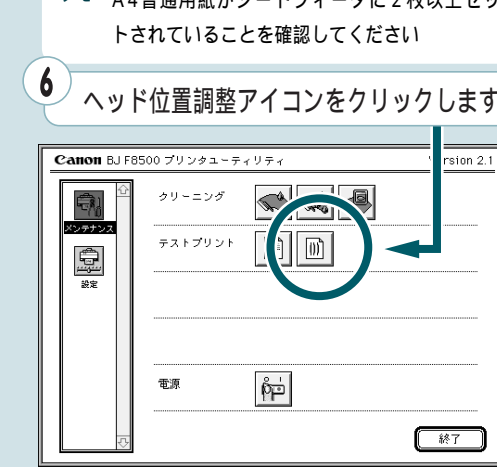 A4普通用紙がシートフィーダに2枚以上セッ
トされていることを確認してください
6
ヘッド位置調整アイコンをクリックします
Canon BJ F8500 プリンタユーティリティ rsion 2.1
クリーニング
メンテナンス
テストプリント
設定
電源
終了